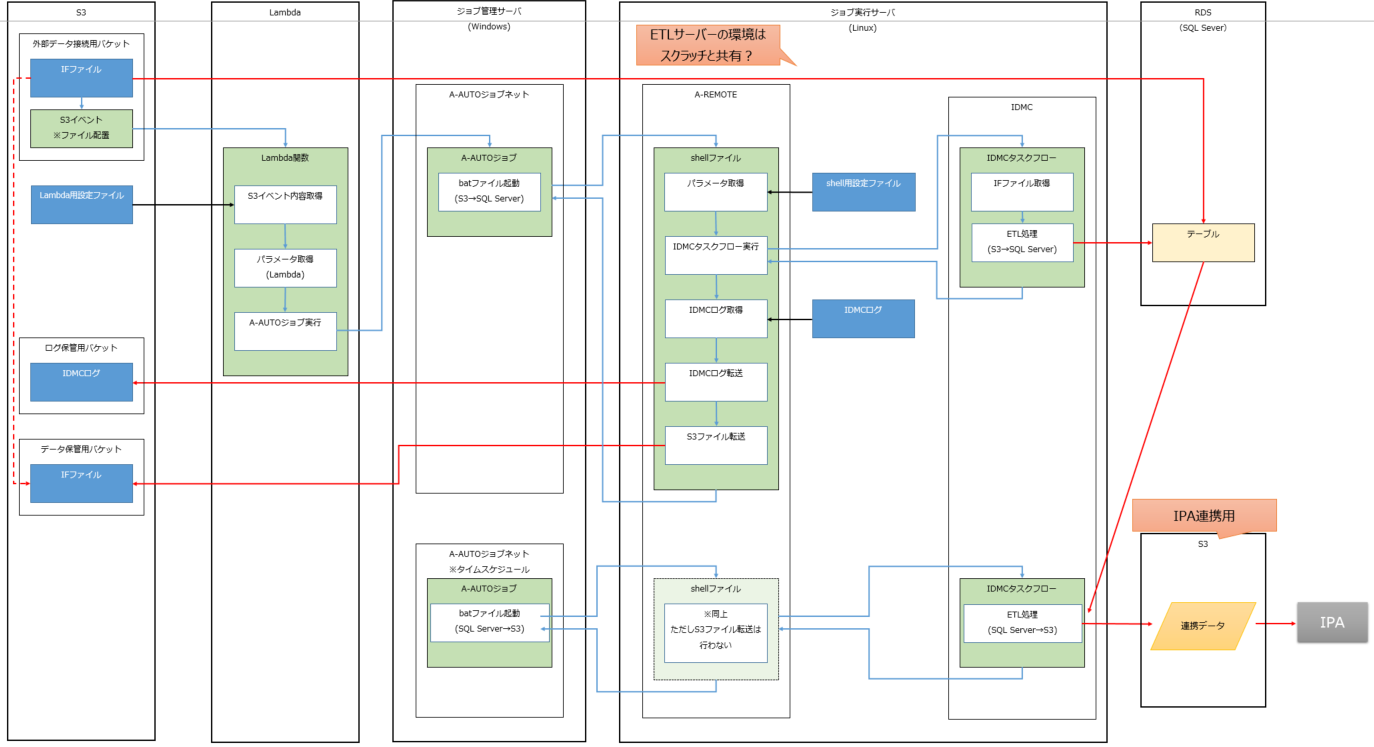 S3
Lambda
ジョブ管理サーバ
(Windows)
ジョブ実行サーバ
(Linux)
RDS
(SQL Sever)
ETLサーバーの環境は
スクラッチと共有？
外部データ接続用バケット
IFファイル
S3イベント
※ファイル配置
Lambda用設定ファイル
ログ保管用バケット
IDMCログ
データ保管用バケット
IFファイル
Lambda関数
S3イベント内容取得
パラメータ取得
(Lambda)
A-AUTOジョブ実行
A-AUTOジョブネット
A-AUTOジョブ
batファイル起動
(S3→SQL Server)
A-REMOTE
shellファイル
パラメータ取得
IDMCタスクフロー実行
IDMCログ取得
IDMCログ転送
S3ファイル転送
shell用設定ファイル
IDMCログ
IDMC
IDMCタスクフロー
IFファイル取得
ETL処理
(S3→SQL Server)
テーブル
A-AUTOジョブネット
※タイムスケジュール
A-AUTOジョブ
batファイル起動
(SQL Server→S3)
shellファイル
※同上
ただしS3ファイル転送は
行わない
IDMCタスクフロー
ETL処理
(SQL Server→S3)
IPA連携用
S3
連携データ
IPA